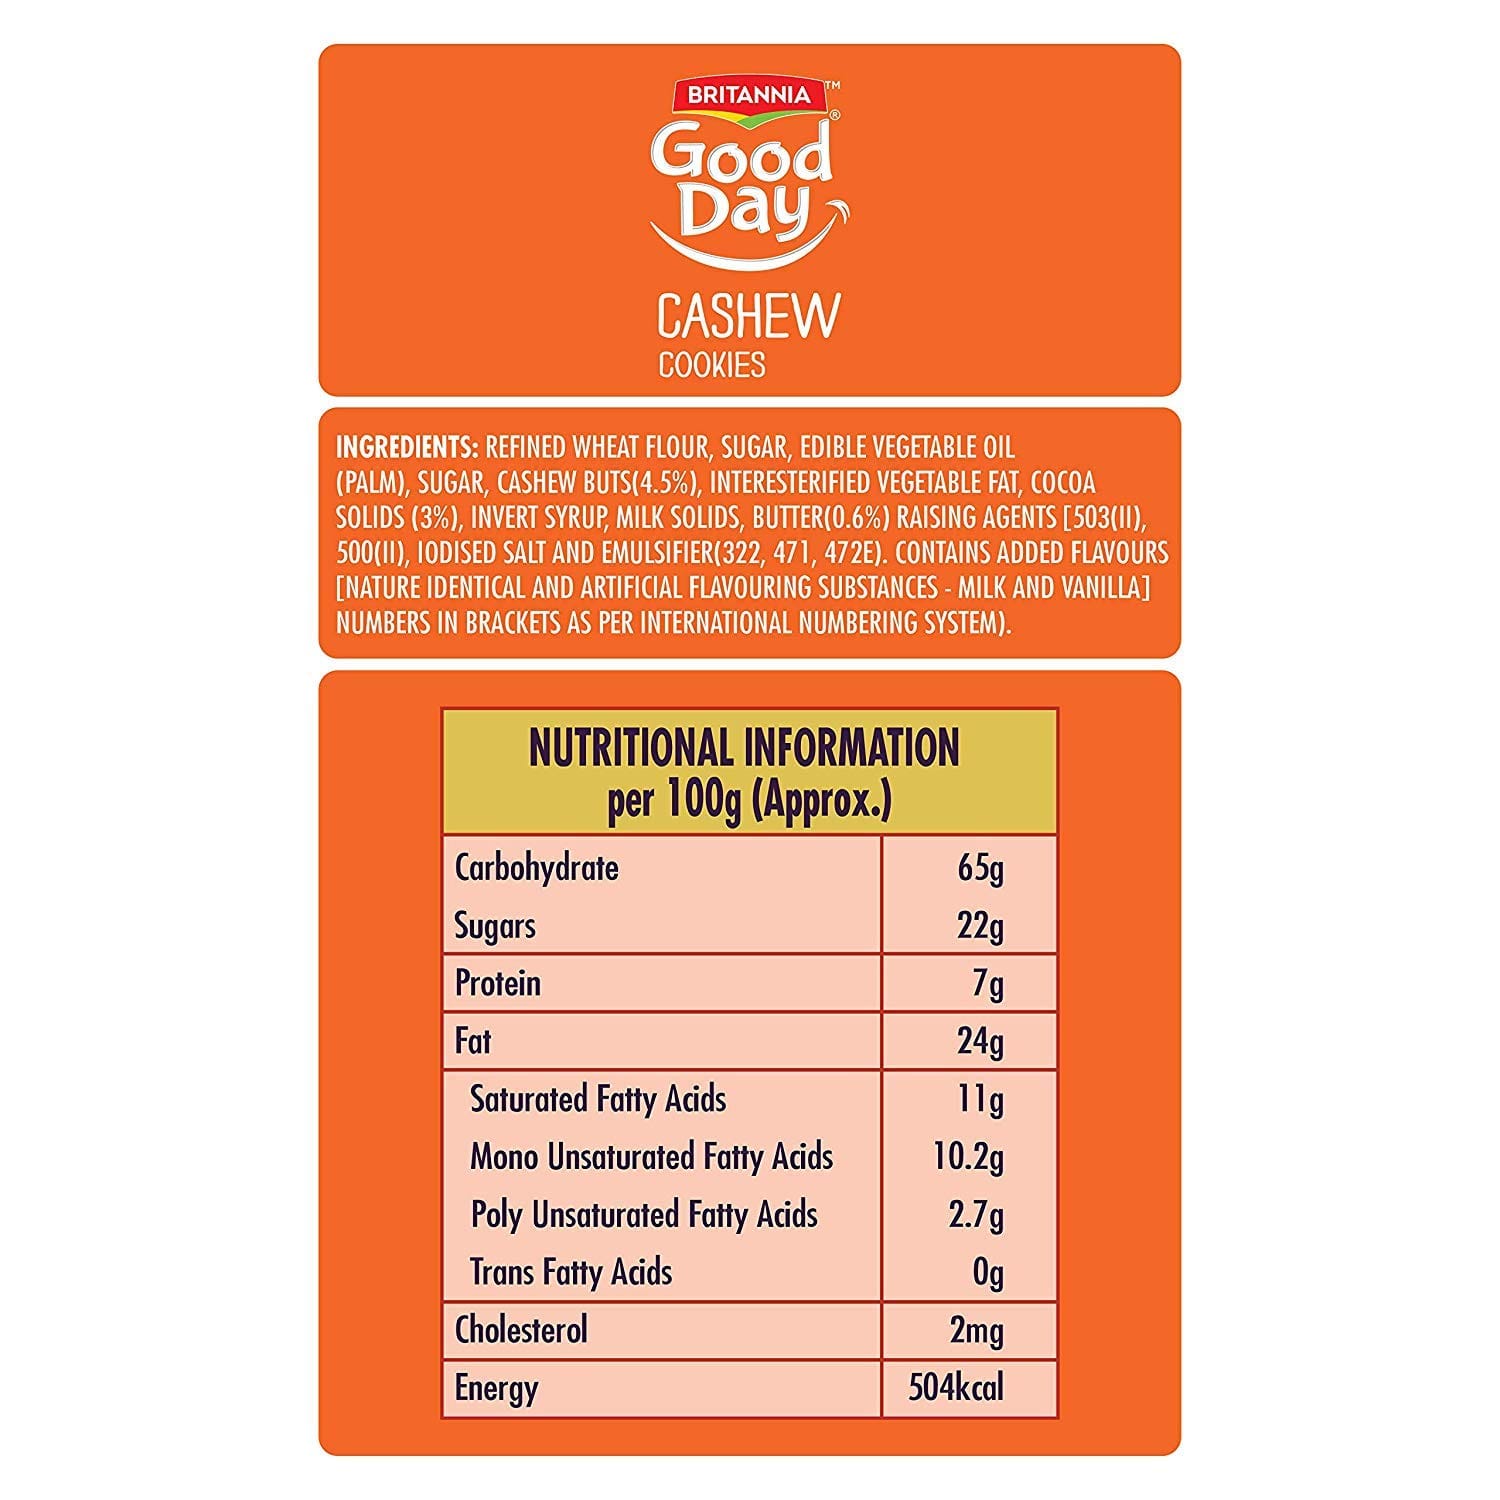 BRITANNIA™
Good®
Day
CASHEW
COOKIES
INGREDIENTS: REFINED WHEAT FLOUR, SUGAR, EDIBLE VEGETABLE OIL
(PALM), SUGAR, CASHEW BUTS(4.5%), INTERESTERIFIED VEGETABLE FAT, COCOA
SOLIDS (3%), INVERT SYRUP, MILK SOLIDS, BUTTER(0.6%) RAISING AGENTS [503(II),
500(II), IODISED SALT AND EMULSIFIER(322, 471, 472E). CONTAINS ADDED FLAVOURS
[NATURE IDENTICAL AND ARTIFICIAL FLAVOURING SUBSTANCES - MILK AND VANILLA]
NUMBERS IN BRACKETS AS PER INTERNATIONAL NUMBERING SYSTEM).
NUTRITIONAL INFORMATION
per 100g (Approx.)
Carbohydrate 65g
Sugars 22g
Protein 7g
Fat 24g
Saturated Fatty Acids 11g
Mono Unsaturated Fatty Acids 10.2g
Poly Unsaturated Fatty Acids 2.7g
Trans Fatty Acids 0g
Cholesterol 2mg
Energy 504kcal